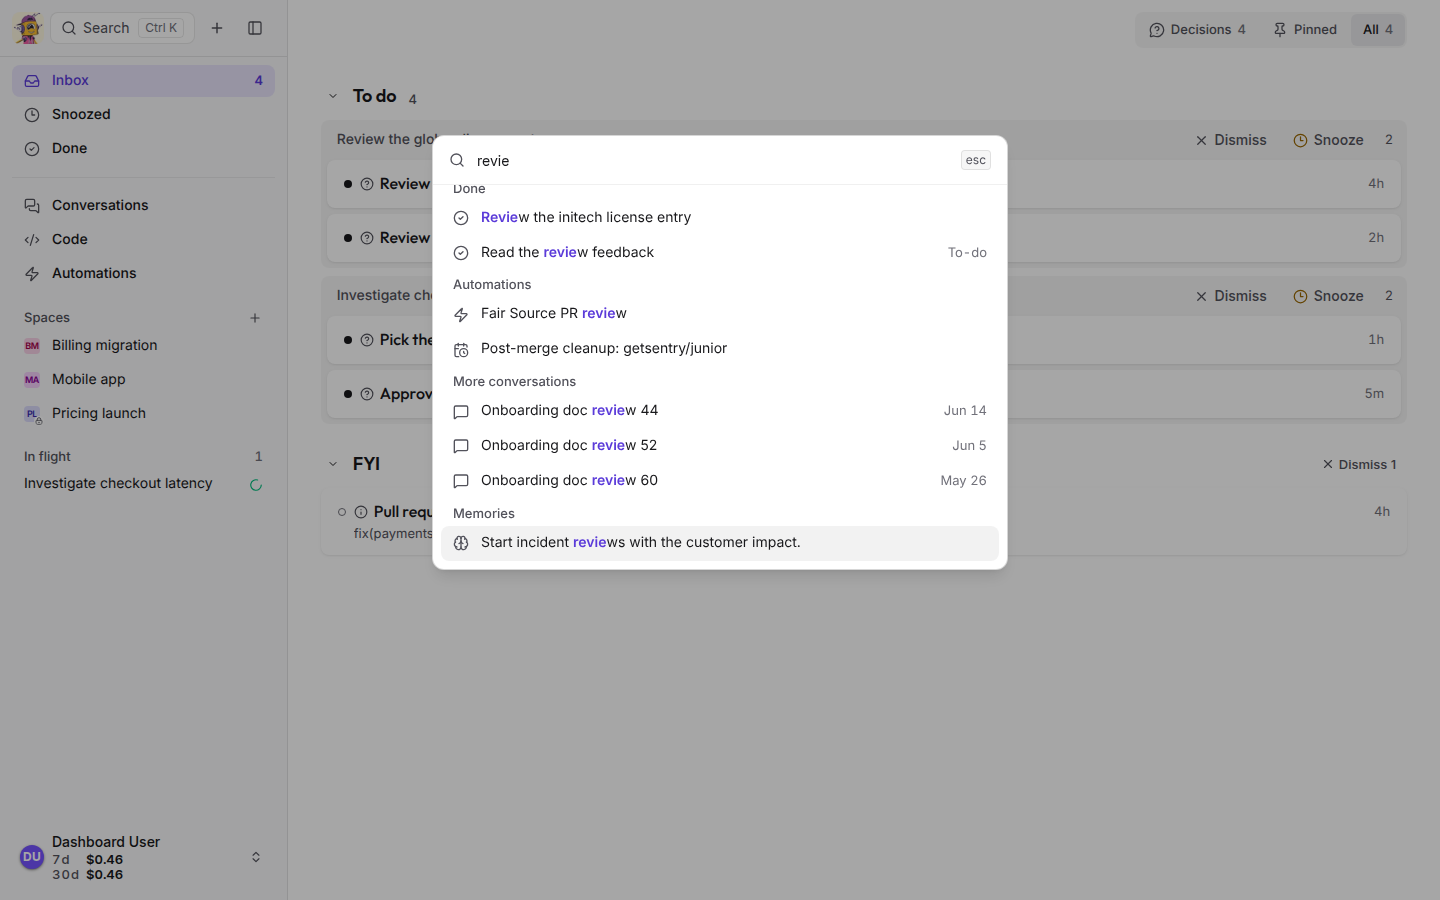 Search Ctrl K
Decisions 4
Pinned
All 4
Inbox 4
Snoozed
Done
Conversations
Code
Automations
Spaces
BM Billing migration
MA Mobile app
PL Pricing launch
In flight 1
Investigate checkout latency
DU Dashboard User
7d $0.46
30d $0.46
To do 4
Review the
Dismiss Snooze 2
Review 4h
Review 2h
Investigate
Dismiss Snooze 2
Pick the 1h
5m
FYI Dismiss 1
Pull 4h
fix(payments
revie esc
Done
Review the initech license entry
Read the review feedback To-do
Automations
Fair Source PR review
Post-merge cleanup: getsentry/junior
More conversations
Onboarding doc review 44 Jun 14
Onboarding doc review 52 Jun 5
Onboarding doc review 60 May 26
Memories
Start incident reviews with the customer impact.